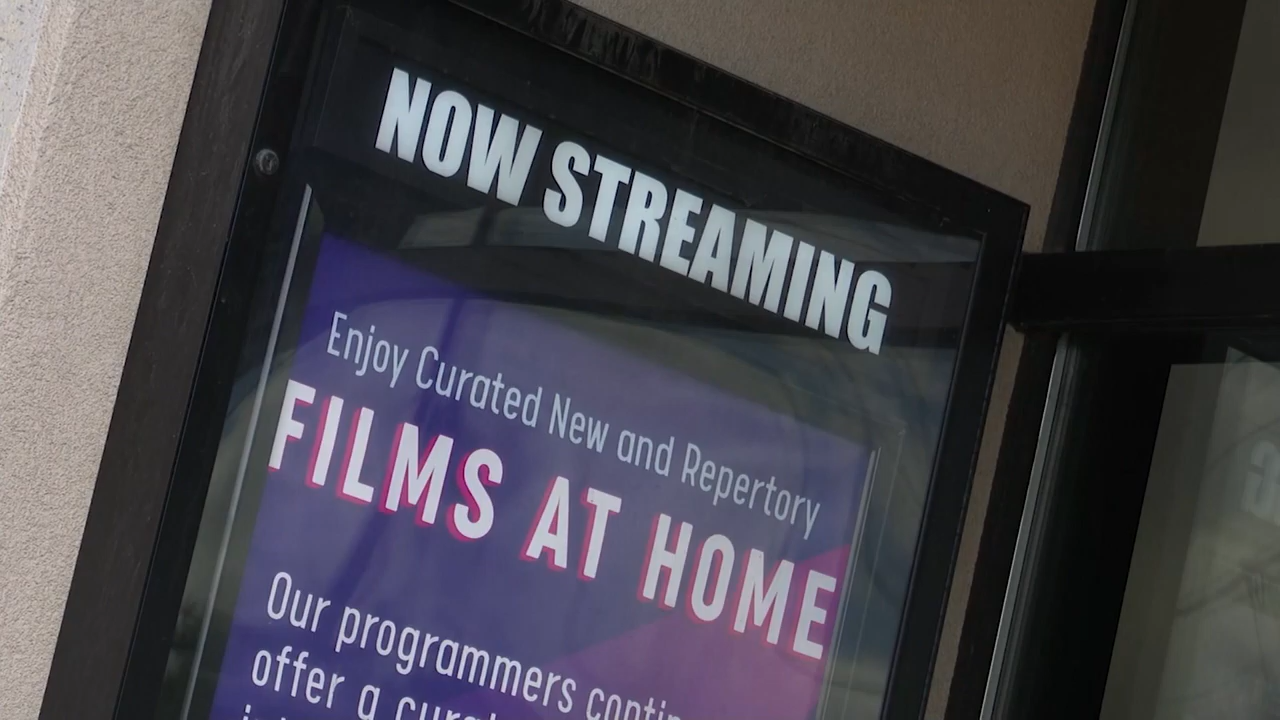 NOW STREAMING
Enjoy Curated New and Repertory
FILMS AT HOME
Our programmers
offer a